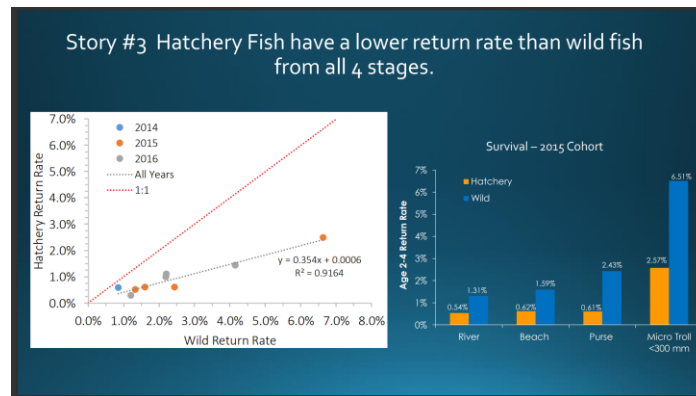 Story #3 Hatchery Fish have a lower return rate than wild fish
from all 4 stages.
7.0%
6.0%
5.0%
4.0%
3.0%
2.0%
1.0%
0.0%
Hatchery Return Rate
2014
2015
2016
All Years
1:1
y = 0.354x + 0.0006
R² = 0.9164
0.0% 1.0% 2.0% 3.0% 4.0% 5.0% 6.0% 7.0% 8.0%
Wild Return Rate
Survival – 2015 Cohort
7%
6%
5%
4%
3%
2%
1%
0%
Age 2-4 Return Rate
Hatchery
Wild
0.54% 1.31% 0.62% 1.59% 0.61% 2.43% 2.57% 6.51%
River Beach Purse Micro Troll
<300 mm